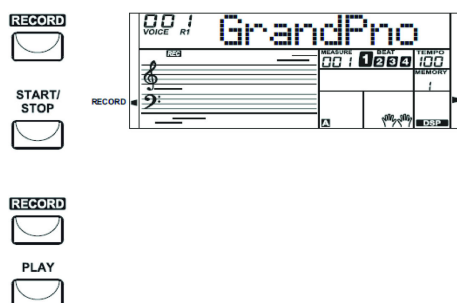 RECORD
START/
STOP
RECORD
PLAY
001
VOICE R1
GrandPno
REC
RECORD
MEASURE
001
BEAT
1234
TEMPO
100
MEMORY
1
A
DSP